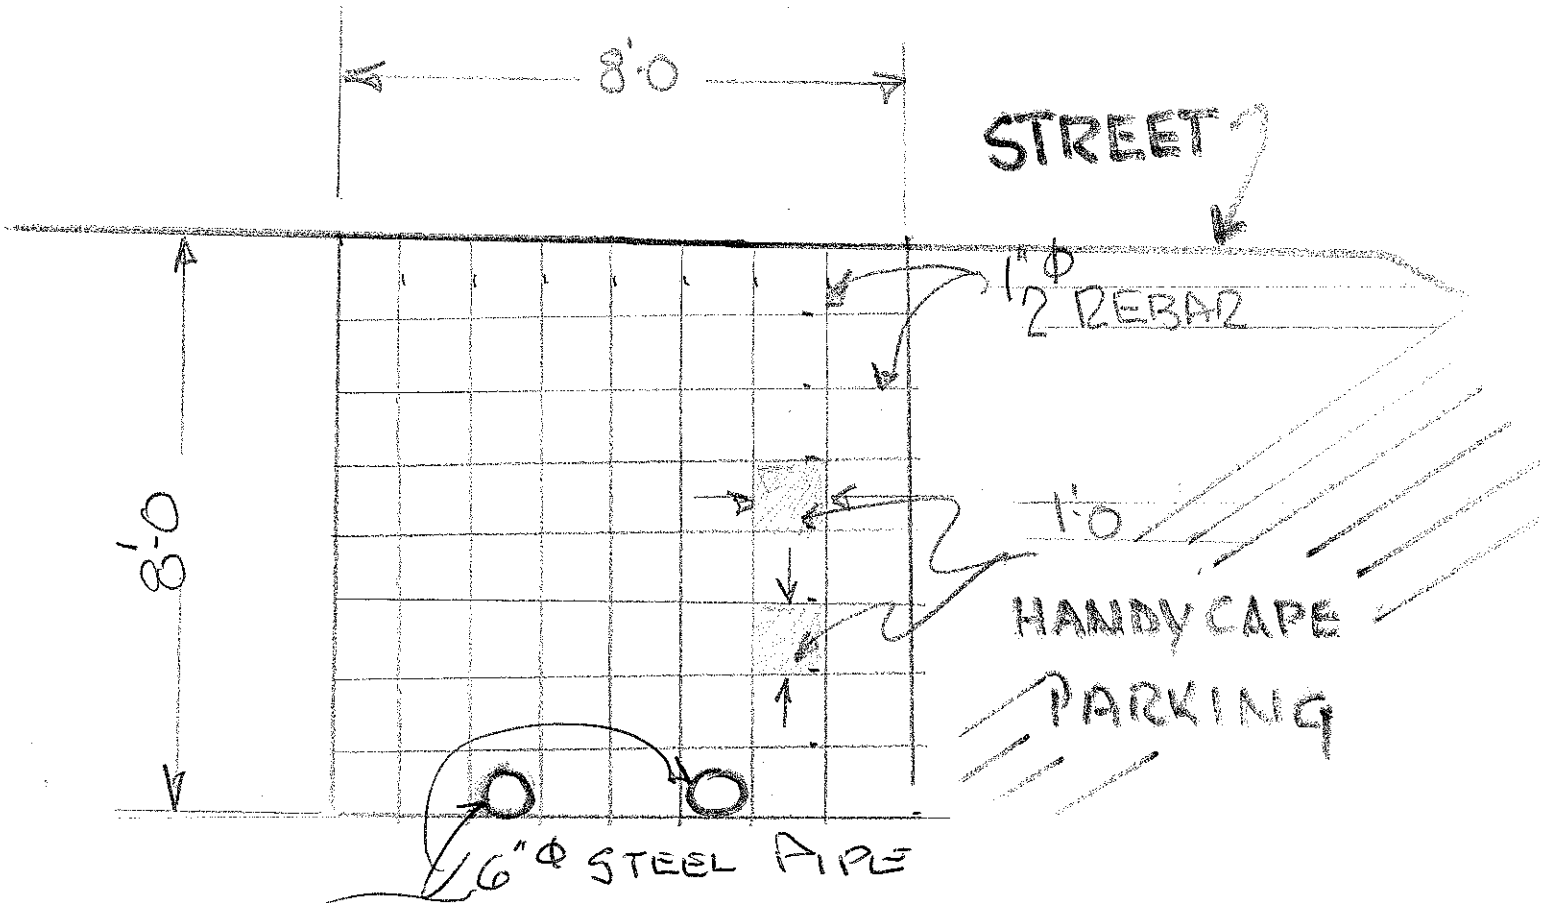 8'-0
STREET
1" Φ
2 REBAR
8'-0
1'-0
HANDY CAPE
PARKING
6" Φ STEEL PIPE